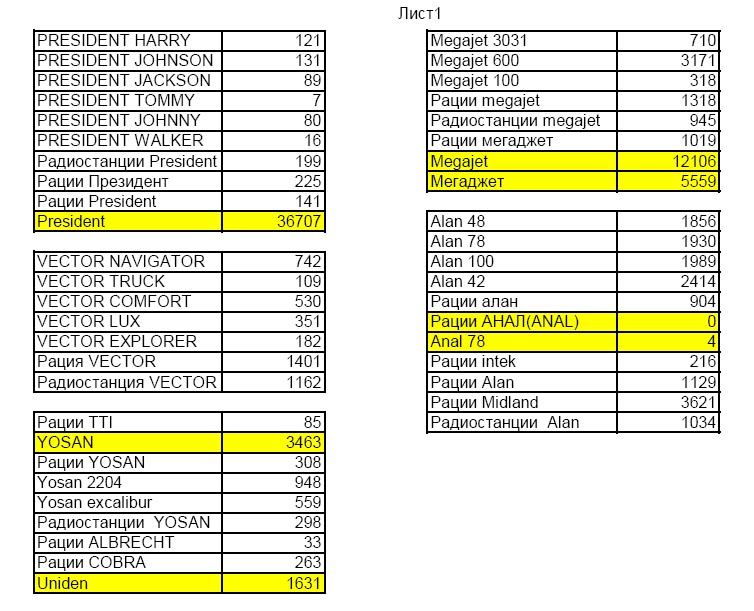 Лист1
PRESIDENT HARRY 121
PRESIDENT JOHNSON 131
PRESIDENT JACKSON 89
PRESIDENT TOMMY 7
PRESIDENT JOHNNY 80
PRESIDENT WALKER 16
Радиостанции President 199
Рации Президент 225
Рации President 141
President 36707
VECTOR NAVIGATOR 742
VECTOR TRUCK 109
VECTOR COMFORT 530
VECTOR LUX 351
VECTOR EXPLORER 182
Рация VECTOR 1401
Радиостанция VECTOR 1162
Рации TTI 85
YOSAN 3463
Рации YOSAN 308
Yosan 2204 948
Yosan excalibur 559
Радиостанции YOSAN 298
Рации ALBRECHT 33
Рации COBRA 263
Uniden 1631
Megajet 3031 710
Megajet 600 3171
Megajet 100 318
Рации megajet 1318
Радиостанции megajet 945
Рации мегаджет 1019
Megajet 12106
Мегаджет 5559
Alan 48 1856
Alan 78 1930
Alan 100 1989
Alan 42 2414
Рации алан 904
Рации АНАЛ(ANAL) 0
Anal 78 4
Рации intek 216
Рации Alan 1129
Рации Midland 3621
Радиостанции Alan 1034